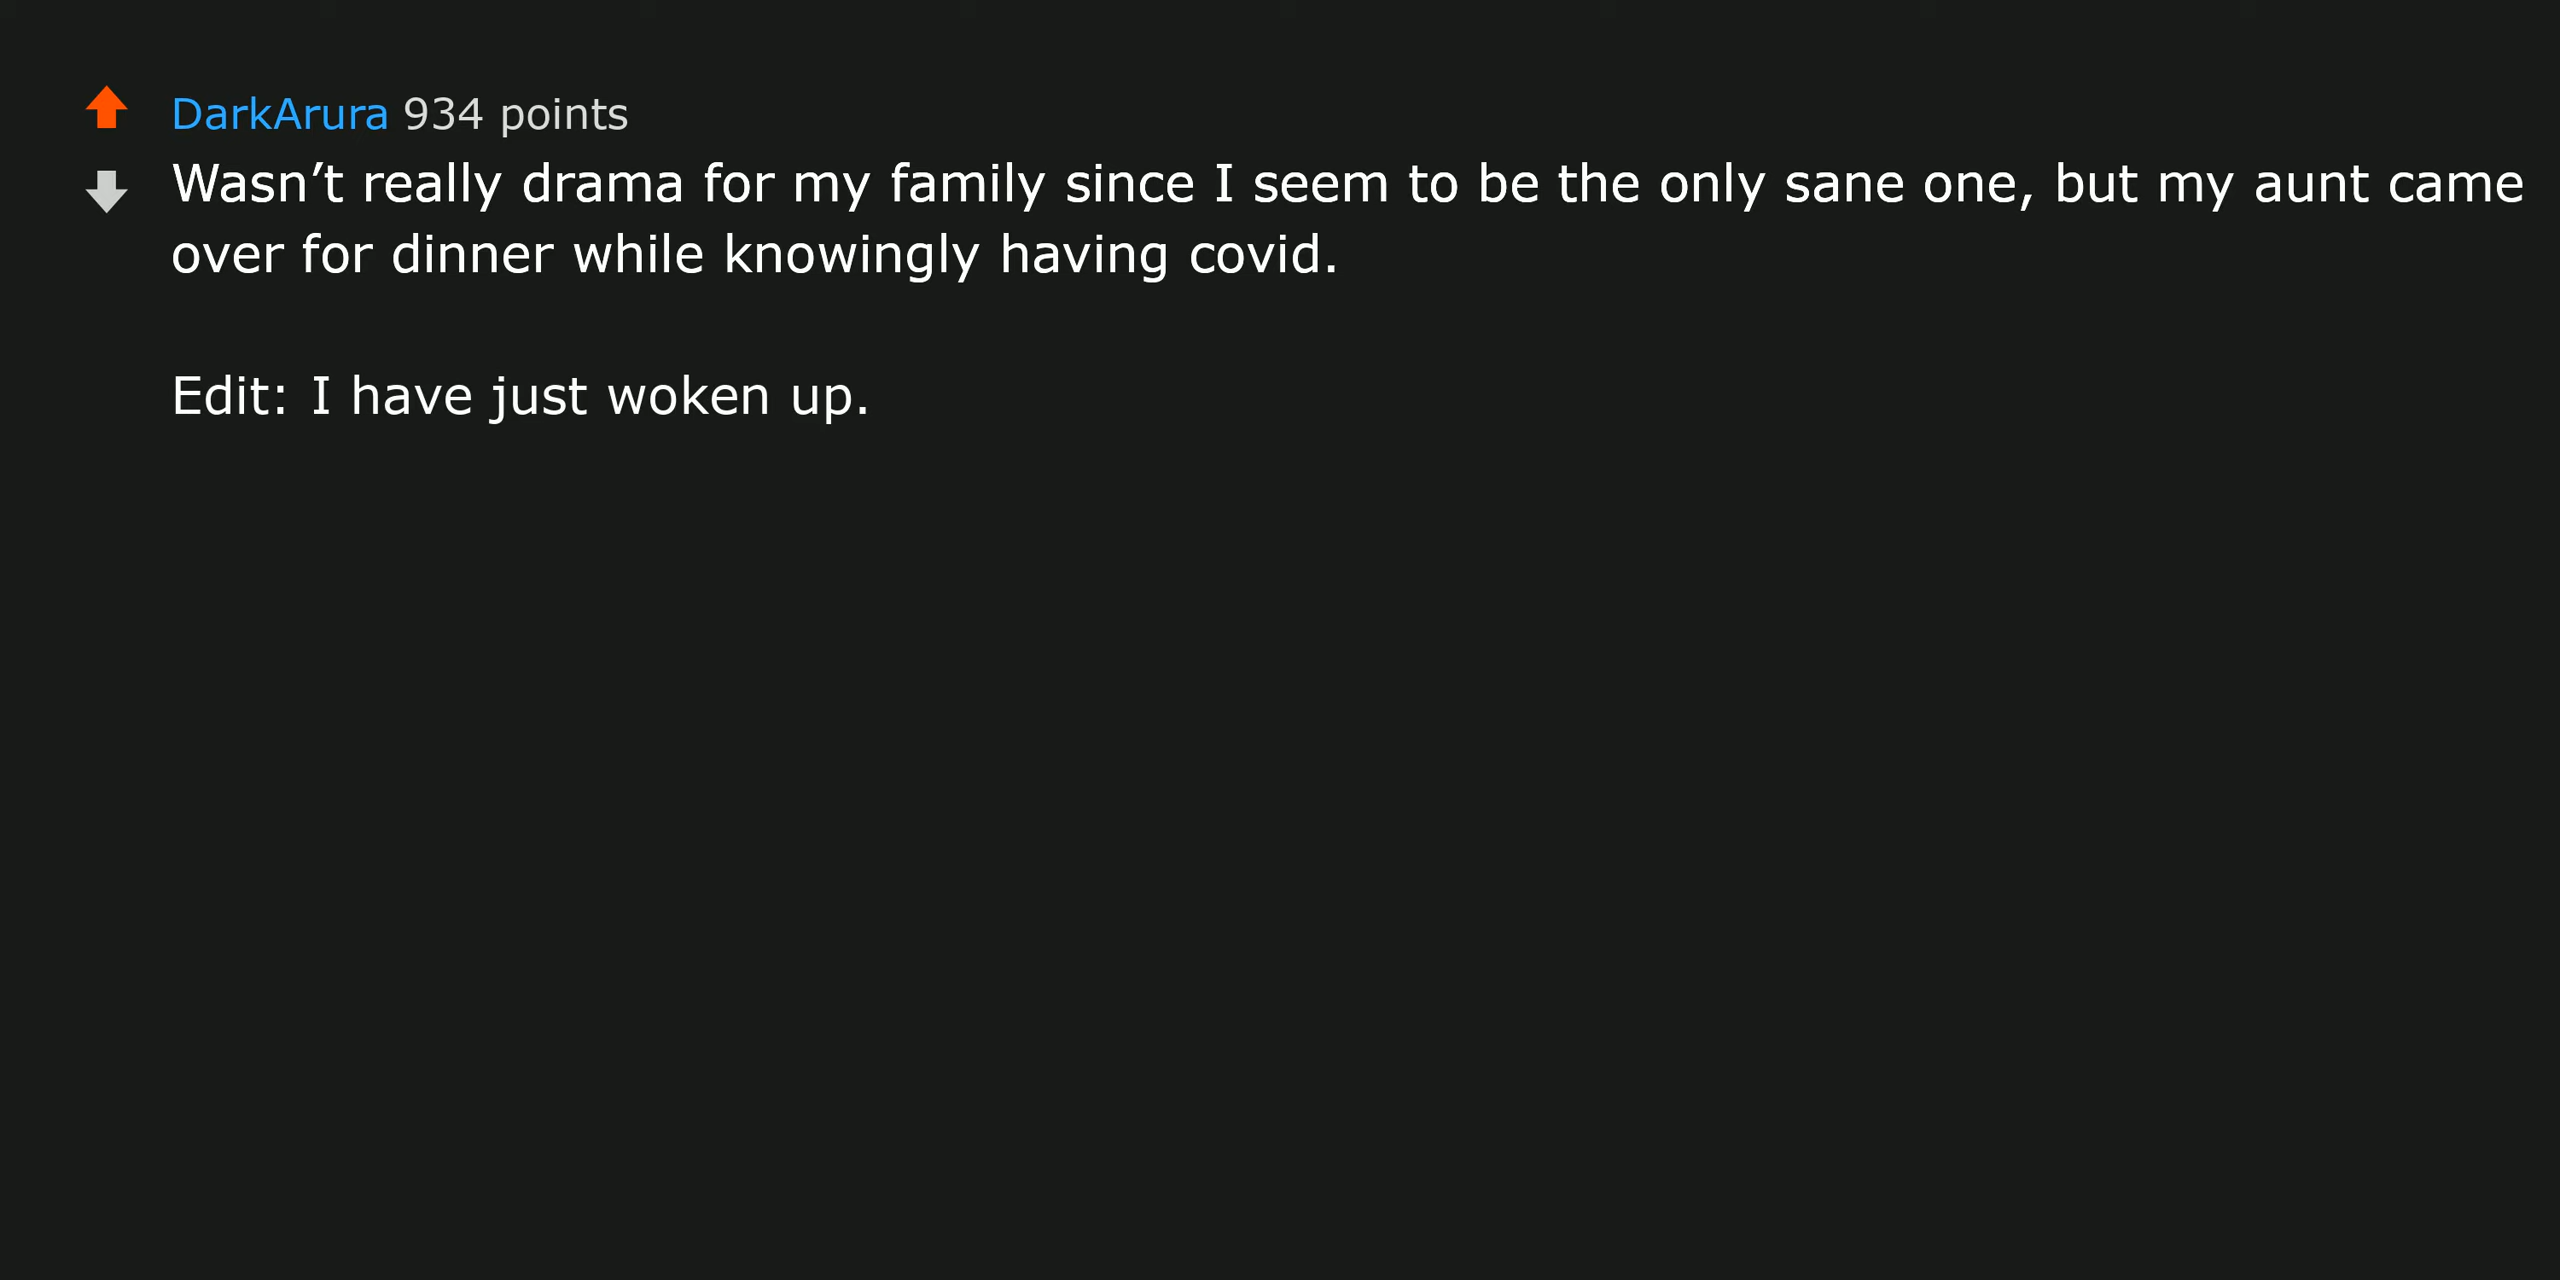 DarkArura 934 points
Wasn’t really drama for my family since I seem to be the only sane one, but my aunt came
over for dinner while knowingly having covid.
Edit: I have just woken up.